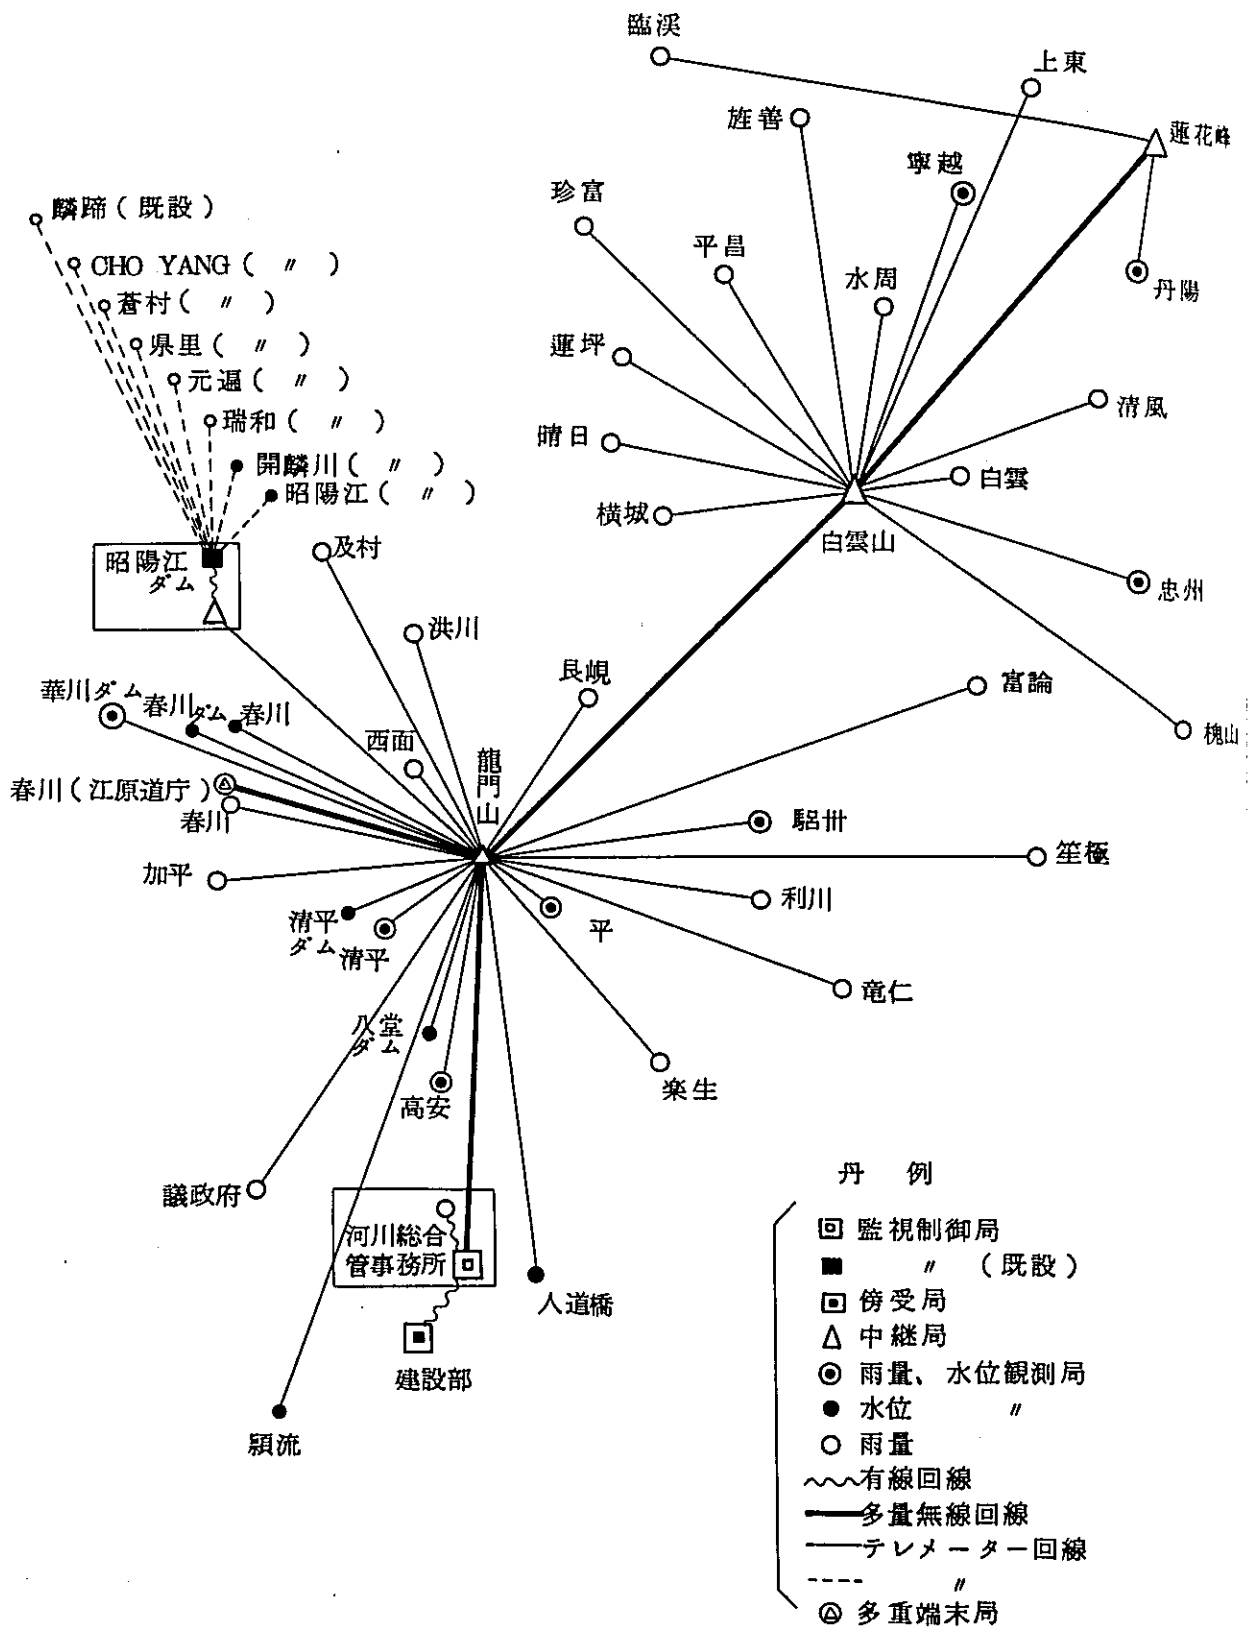 臨渓
上東
旌善
蓮花峰
寧越
珍富
平昌
水周
丹陽
麟蹄(既設)
CHO YANG( 〃 )
蒼村( 〃 )
県里( 〃 )
元逼( 〃 )
瑞和( 〃 )
開麟川( 〃 )
昭陽江( 〃 )
蓮坪
清風
晴日
白雲
横城
白雲山
忠州
昭陽江
ダム
及村
洪川
良峴
富論
槐山
華川ダム
春川ダム
春川
西面
龍門山
春川(江原道庁)
春川
驪卅
笙極
加平
利川
清平
ダム
清平
平
竜仁
八堂
ダム
高安
楽生
議政府
河川総合
管事務所
人道橋
建設部
頴流
丹 例
監視制御局
〃 (既設)
傍受局
中継局
雨量、水位観測局
水位 〃
雨量
有線回線
多量無線回線
テレメーター回線
〃
多重端末局